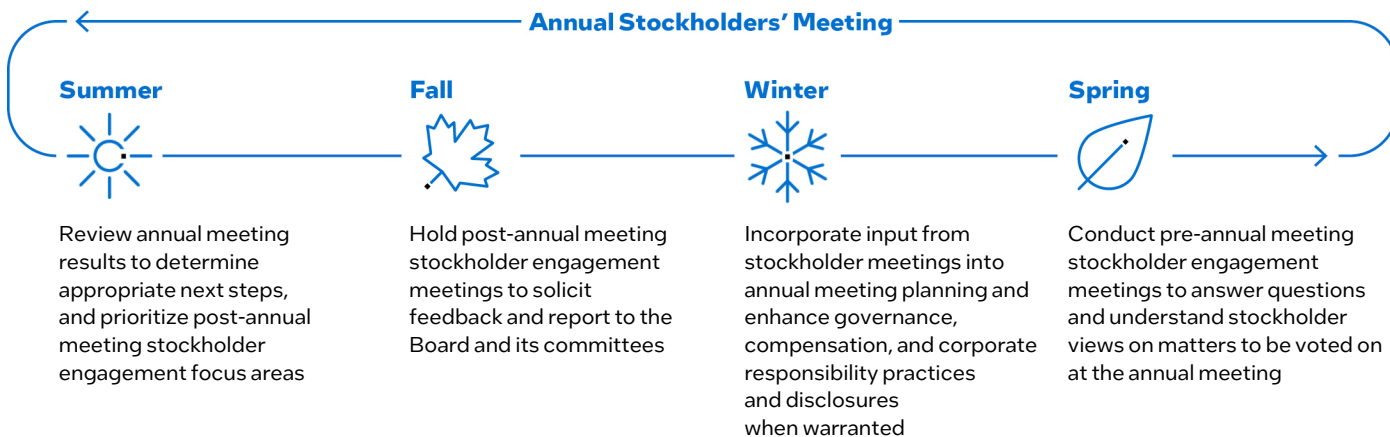 Annual Stockholders’ Meeting
Summer
Review annual meeting
results to determine
appropriate next steps,
and prioritize post-annual
meeting stockholder
engagement focus areas
Fall
Hold post-annual meeting
stockholder engagement
meetings to solicit
feedback and report to the
Board and its committees
Winter
Incorporate input from
stockholder meetings into
annual meeting planning and
enhance governance,
compensation, and corporate
responsibility practices
and disclosures
when warranted
Spring
Conduct pre-annual meeting
stockholder engagement
meetings to answer questions
and understand stockholder
views on matters to be voted on
at the annual meeting